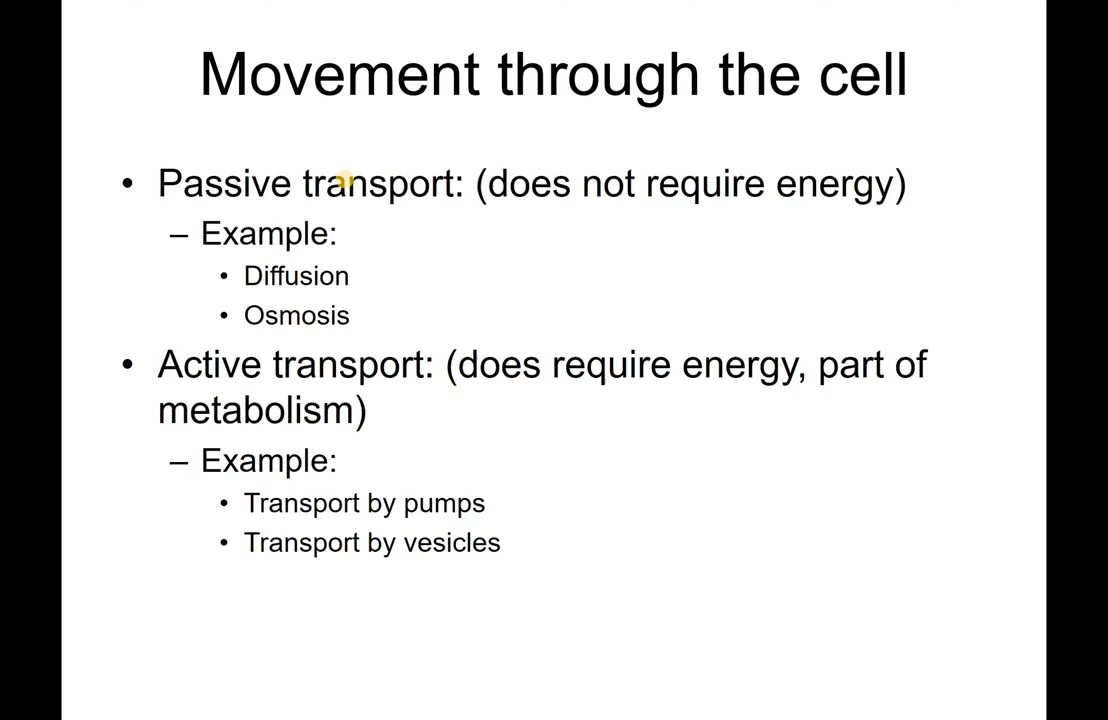 Movement through the cell
• Passive transport: (does not require energy)
– Example:
• Diffusion
• Osmosis
• Active transport: (does require energy, part of
metabolism)
– Example:
• Transport by pumps
• Transport by vesicles